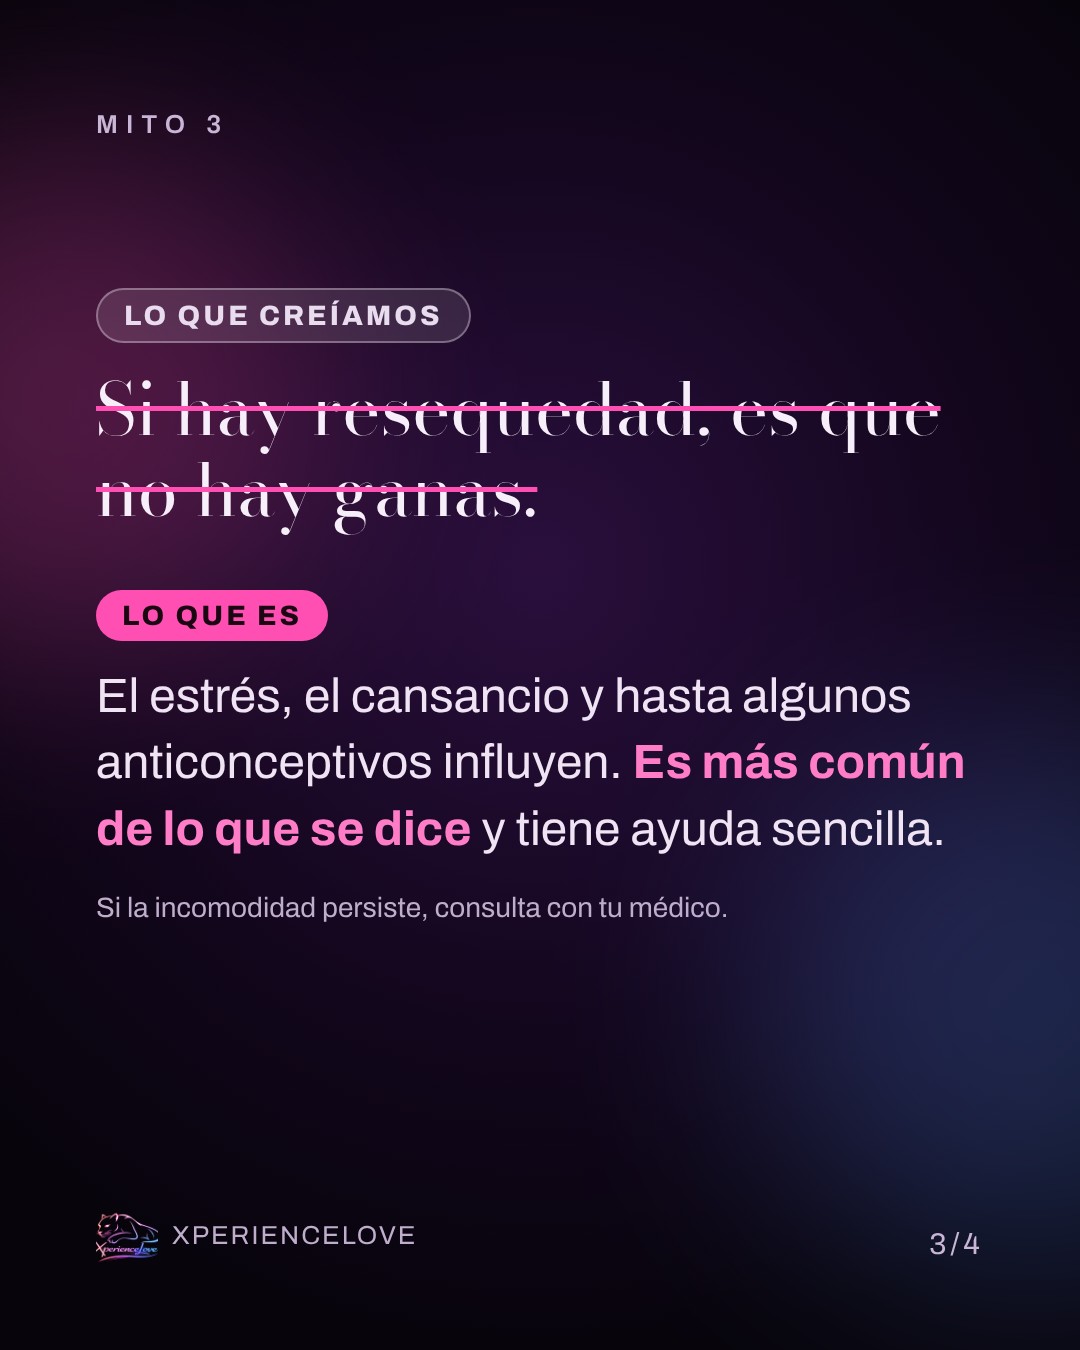 MITO 3
LO QUE CREÍAMOS
Si hay resequedad, es que
no hay ganas.
LO QUE ES
El estrés, el cansancio y hasta algunos
anticonceptivos influyen. Es más común
de lo que se dice y tiene ayuda sencilla.
Si la incomodidad persiste, consulta con tu médico.
XperienceLove
XPERIENCELOVE
3/4